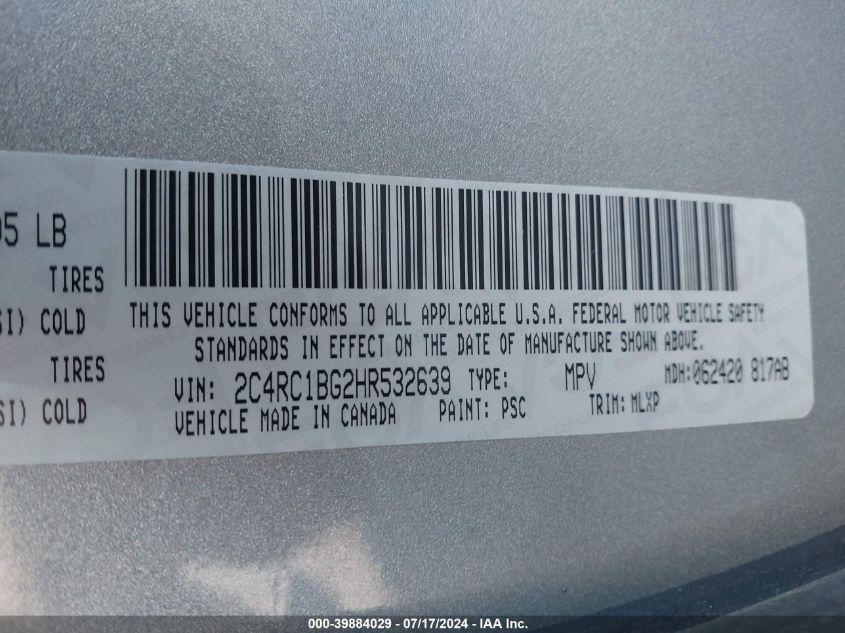 05 LB
TIRES
SI) COLD
TIRES
SI) COLD
THIS VEHICLE CONFORMS TO ALL APPLICABLE U.S.A. FEDERAL MOTOR VEHICLE SAFETY
STANDARDS IN EFFECT ON THE DATE OF MANUFACTURE SHOWN ABOVE.
VIN: 2C4RC1BG2HR532639 TYPE: MPV MDH: 062420 817AB
VEHICLE MADE IN CANADA PAINT: PSC TRIM: MLXP
000-39884029 - 07/17/2024 - IAA Inc.